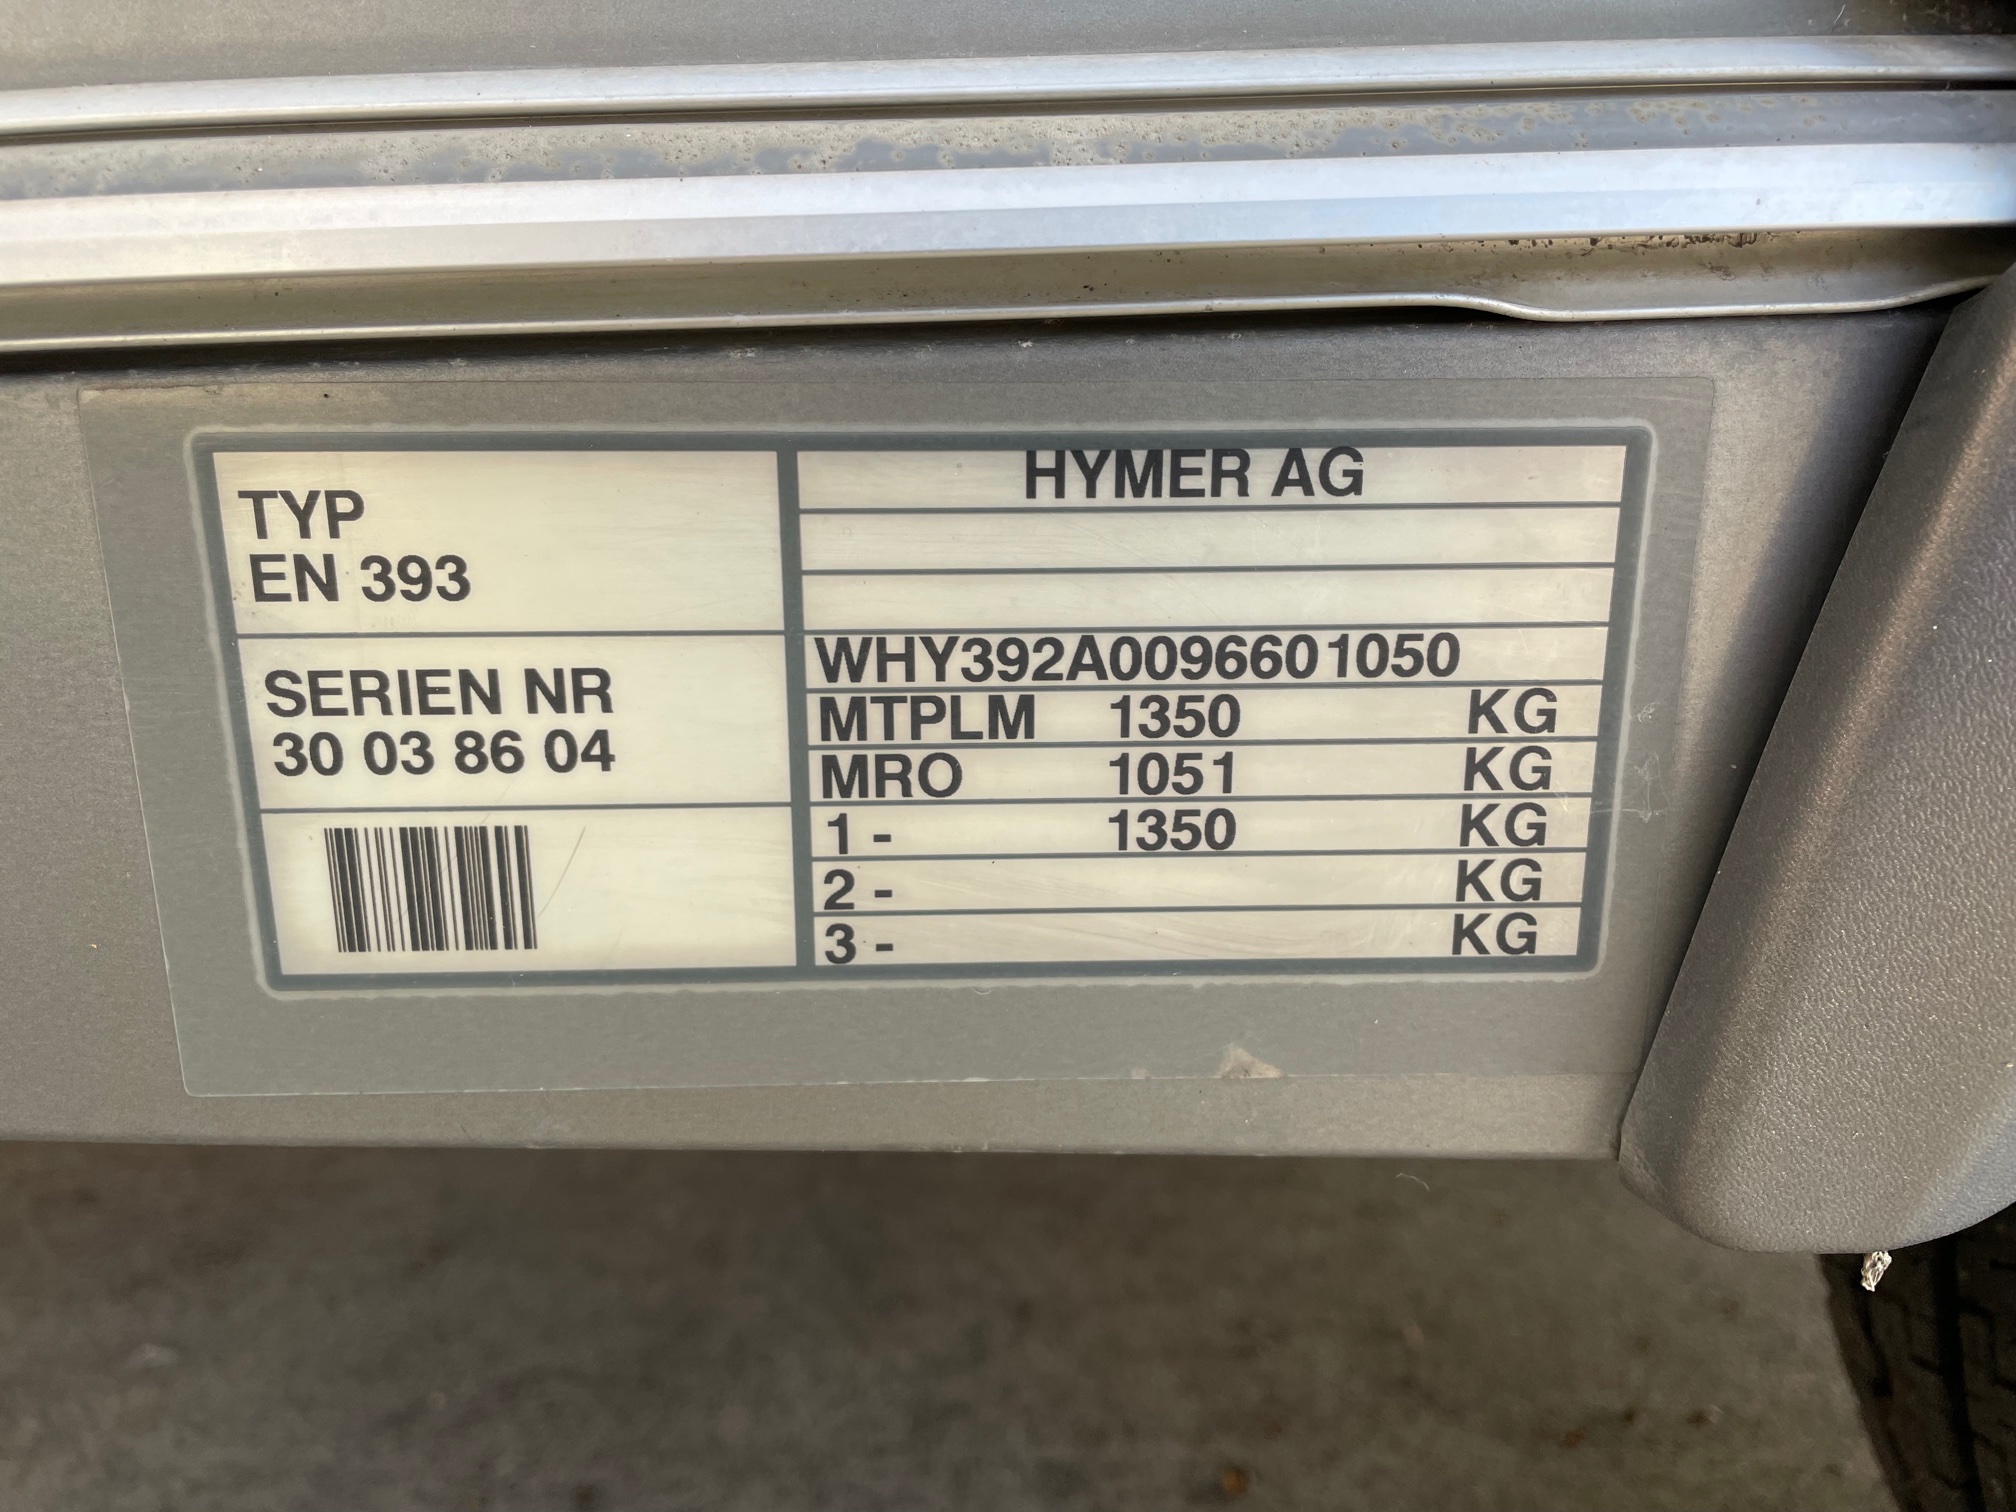 TYP
EN 393
SERIEN NR
30 03 86 04
HYMER AG
WHY392A0096601050
MTPLM 1350 KG
MRO 1051 KG
1 - 1350 KG
2 - KG
3 - KG